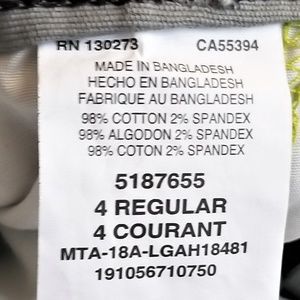 RN 130273 CA55394
MADE IN BANGLADESH
HECHO EN BANGLADESH
FABRIQUE AU BANGLADESH
98% COTTON 2% SPANDEX
98% ALGODON 2% SPANDEX
98% COTON 2% SPANDEX
5187655
4 REGULAR
4 COURANT
MTA-18A-LGAH18481
191056710750